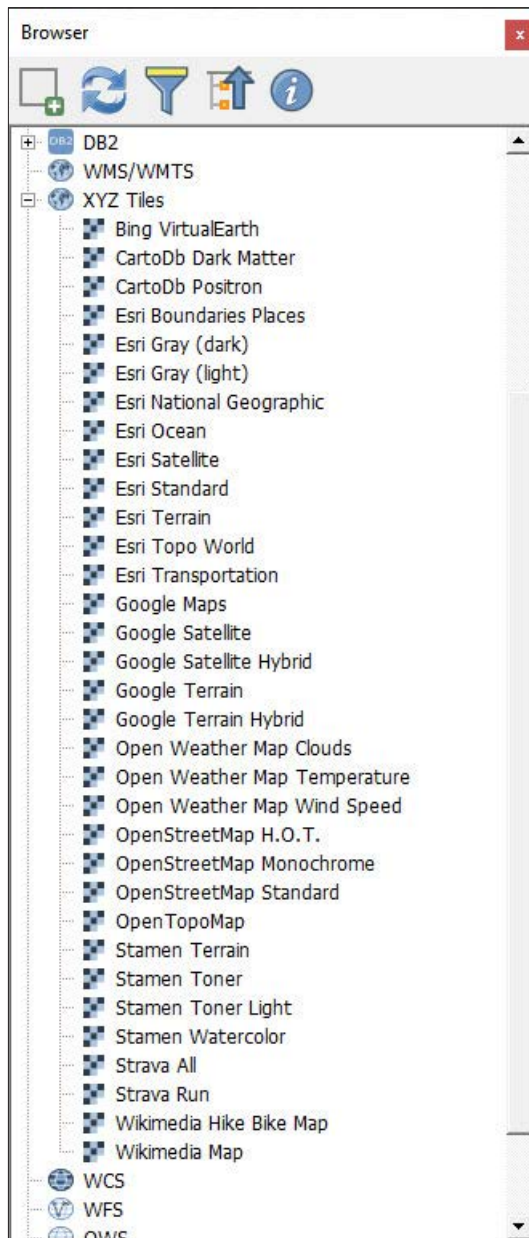 Browser
x
DB2 DB2
WMS/WMTS
XYZ Tiles
Bing VirtualEarth
CartoDb Dark Matter
CartoDb Positron
Esri Boundaries Places
Esri Gray (dark)
Esri Gray (light)
Esri National Geographic
Esri Ocean
Esri Satellite
Esri Standard
Esri Terrain
Esri Topo World
Esri Transportation
Google Maps
Google Satellite
Google Satellite Hybrid
Google Terrain
Google Terrain Hybrid
Open Weather Map Clouds
Open Weather Map Temperature
Open Weather Map Wind Speed
OpenStreetMap H.O.T.
OpenStreetMap Monochrome
OpenStreetMap Standard
OpenTopoMap
Stamen Terrain
Stamen Toner
Stamen Toner Light
Stamen Watercolor
Strava All
Strava Run
Wikimedia Hike Bike Map
Wikimedia Map
WCS
WFS
OWS